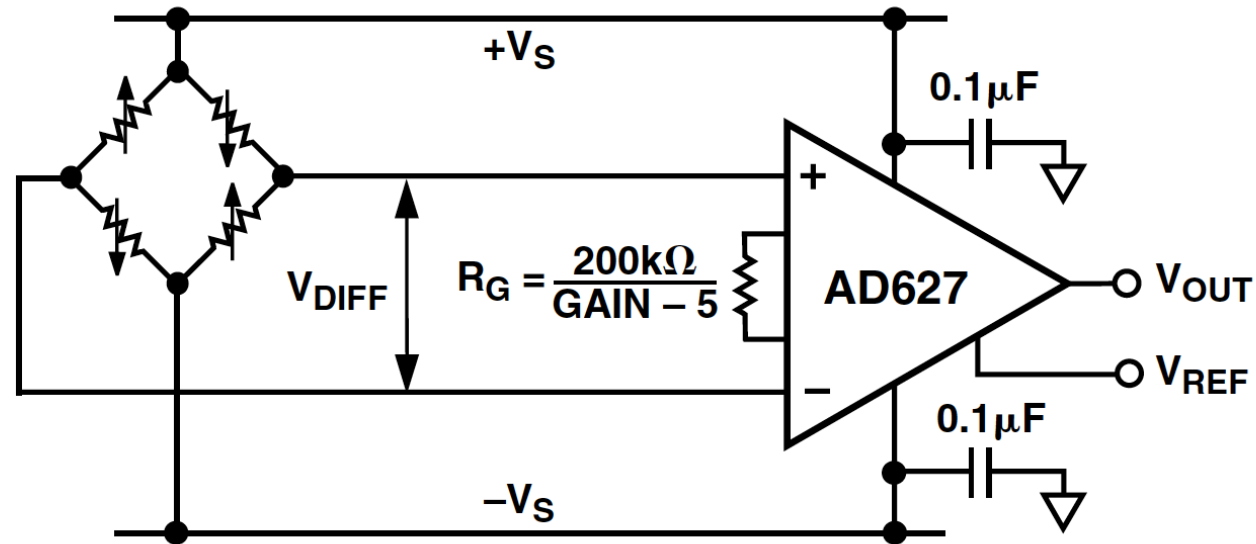 +VS
0.1μF
+
VDIFF
RG = 200kΩ
GAIN – 5
AD627
VOUT
VREF
–
0.1μF
–VS